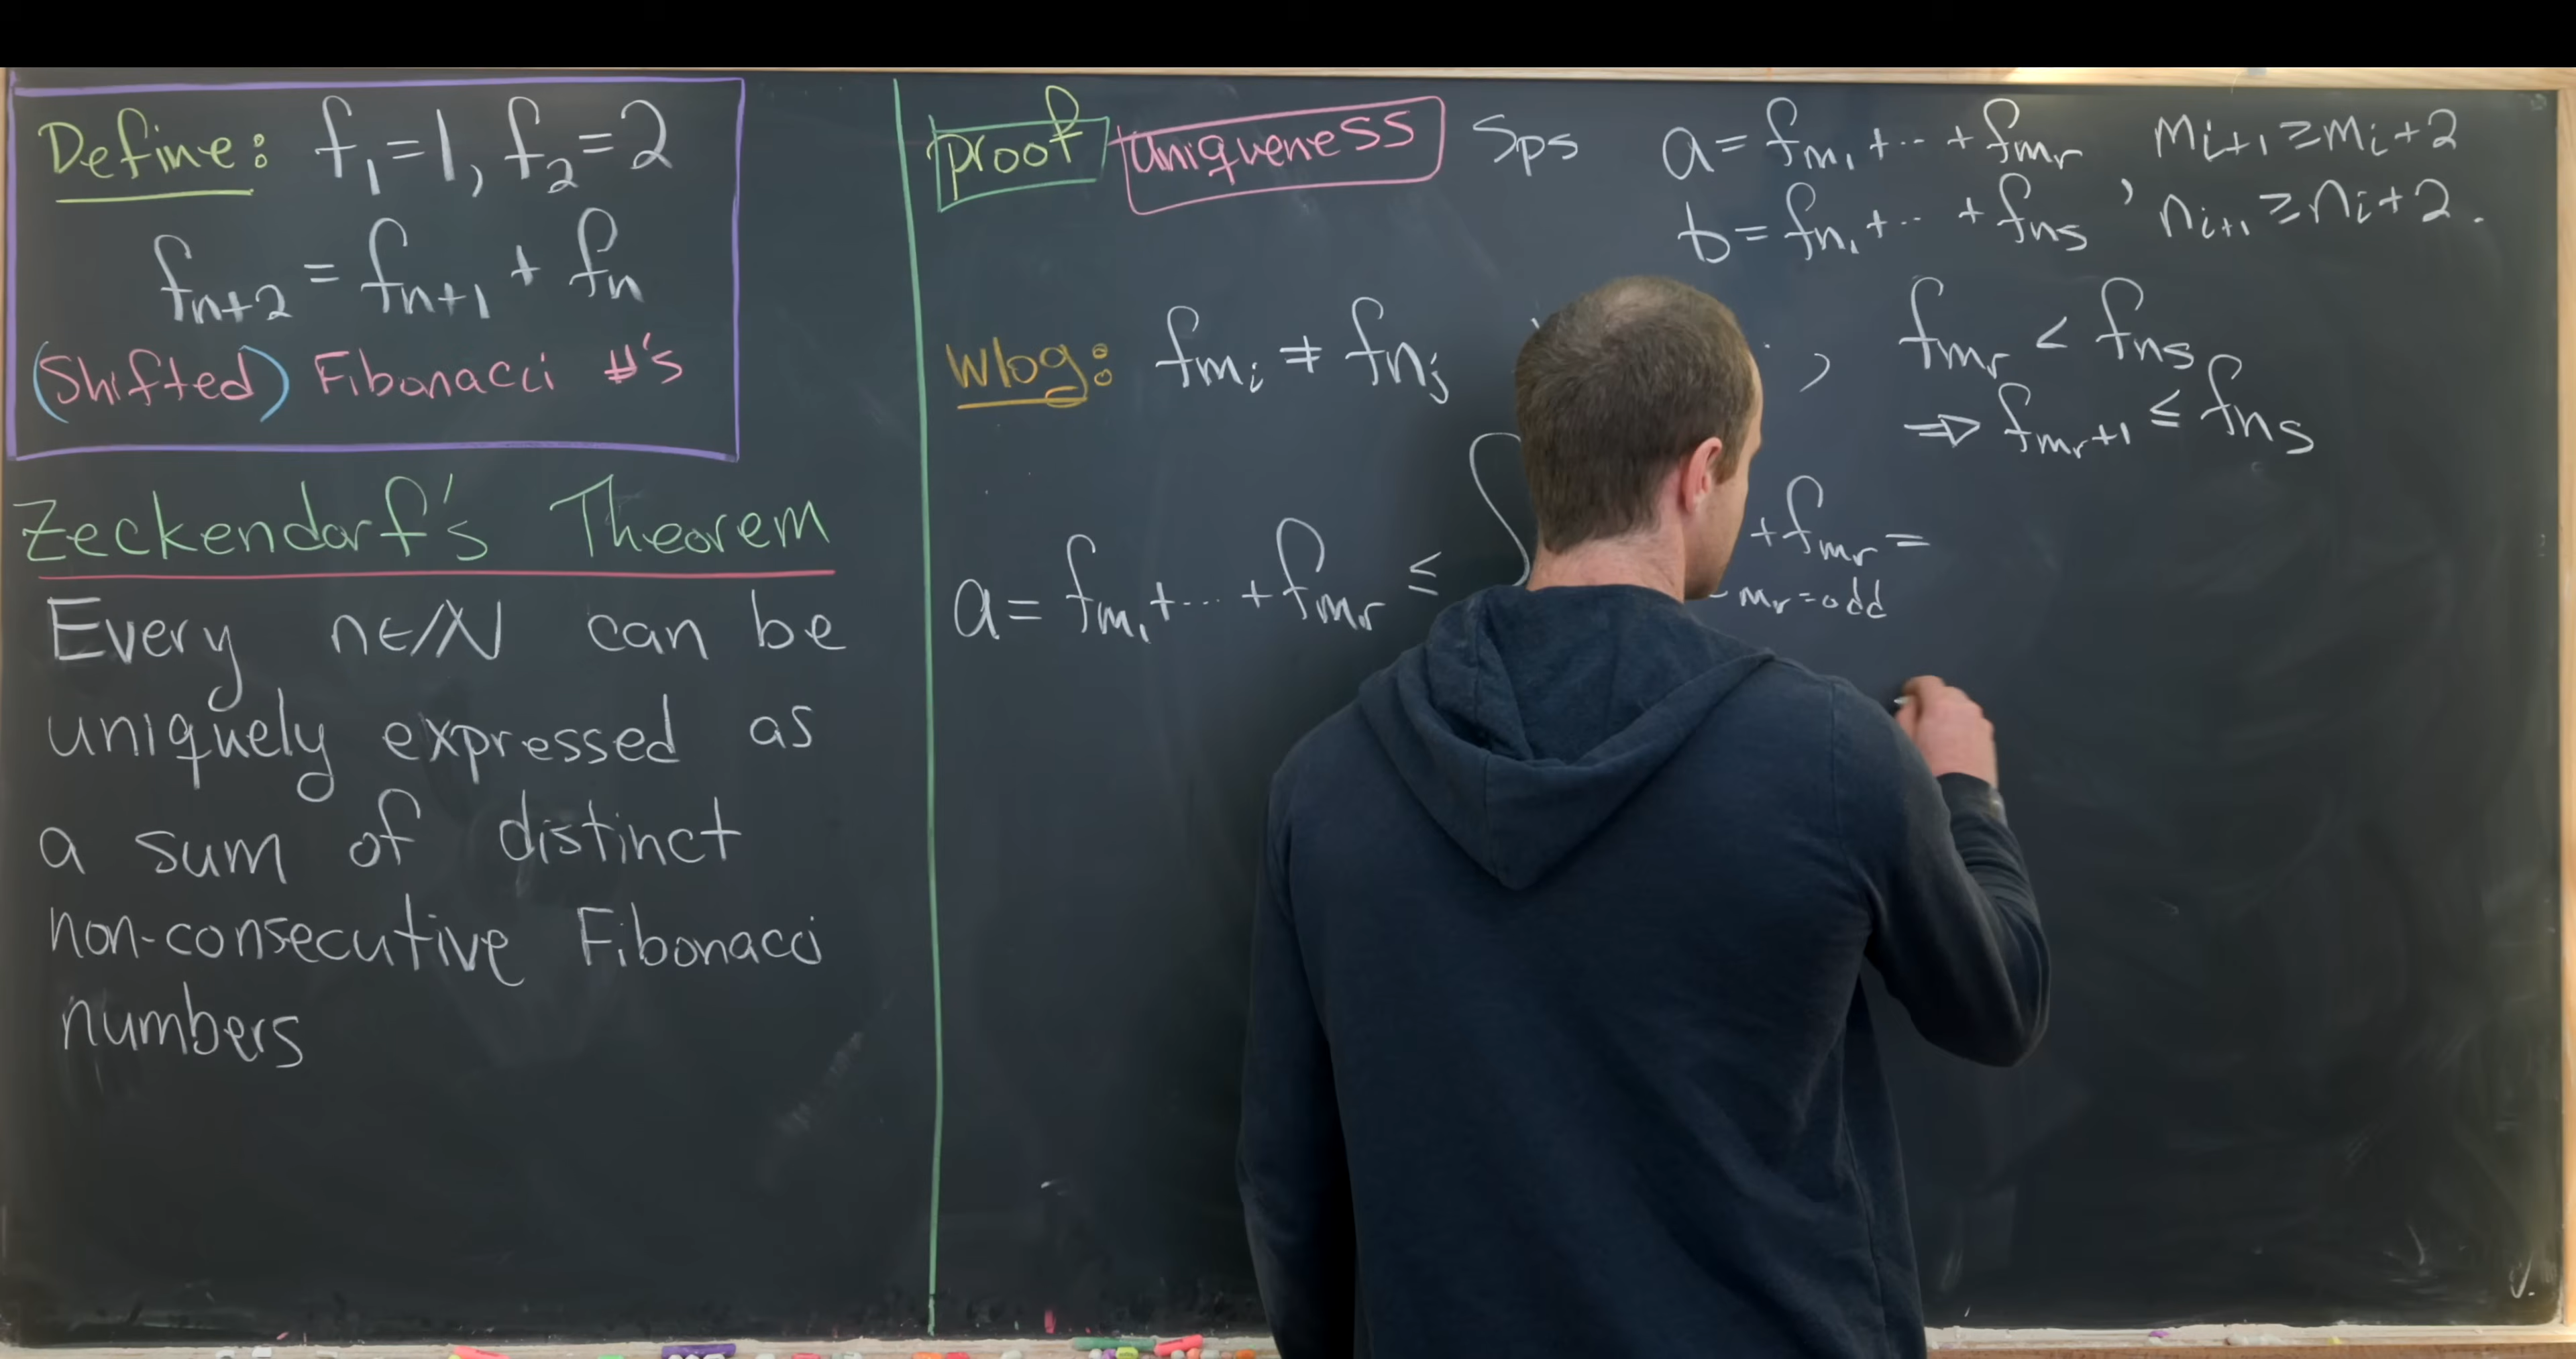 Define: f₁=1, f₂=2
fₙ₊₂ = fₙ₊₁ + fₙ
(Shifted) Fibonacci #'s
Zeckendorf's Theorem
Every n∈ℕ can be
uniquely expressed as
a sum of distinct
non-consecutive Fibonacci
numbers
proof uniqueness Sps a = f_{m₁} + ⋯ + f_{m_r} , m_{i+1} ≥ m_i + 2
b = f_{n₁} + ⋯ + f_{n_s} n_{i+1} ≥ n_i + 2.
Wlog: f_{m_i} ≠ f_{n_j} , f_{m_r} < f_{n_s}
⇒ f_{m_r+1} ≤ f_{n_s}
a = f_{m₁} + ⋯ + f_{m_r} ≤ + f_{m_r} =
- m_r = odd